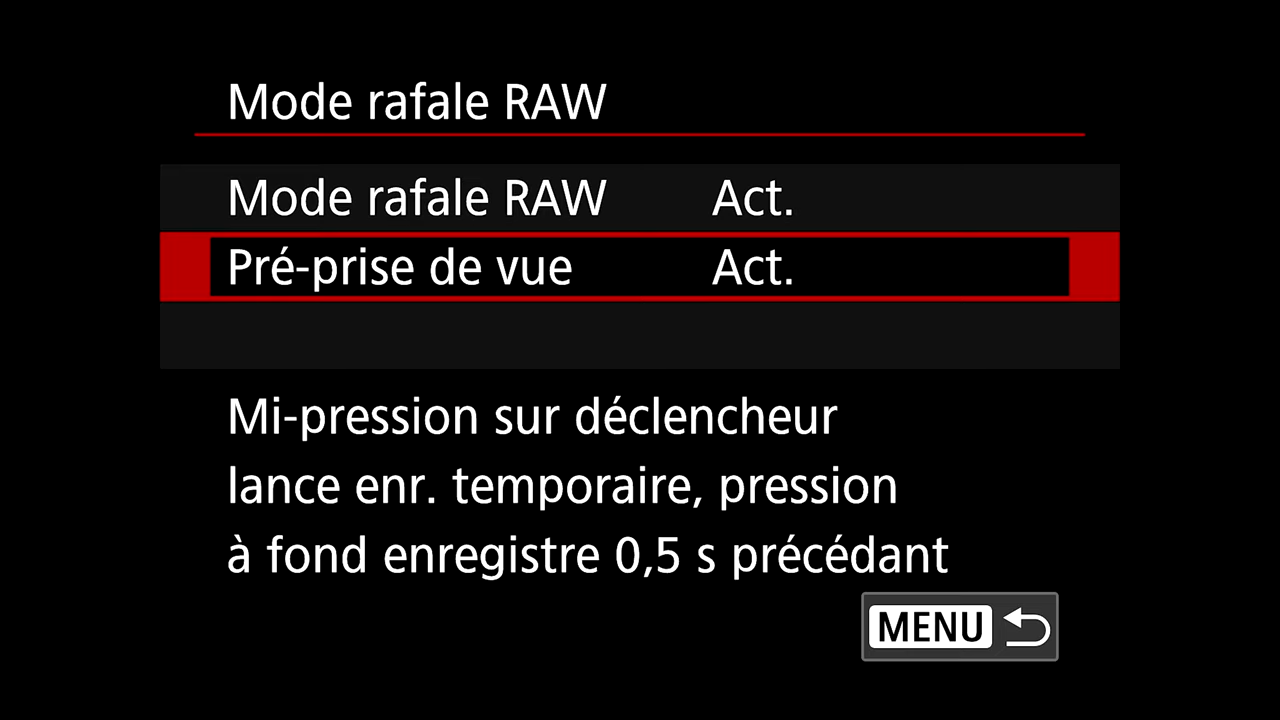 Mode rafale RAW
Mode rafale RAW Act.
Pré-prise de vue Act.
Mi-pression sur déclencheur
lance enr. temporaire, pression
à fond enregistre 0,5 s précédant
MENU